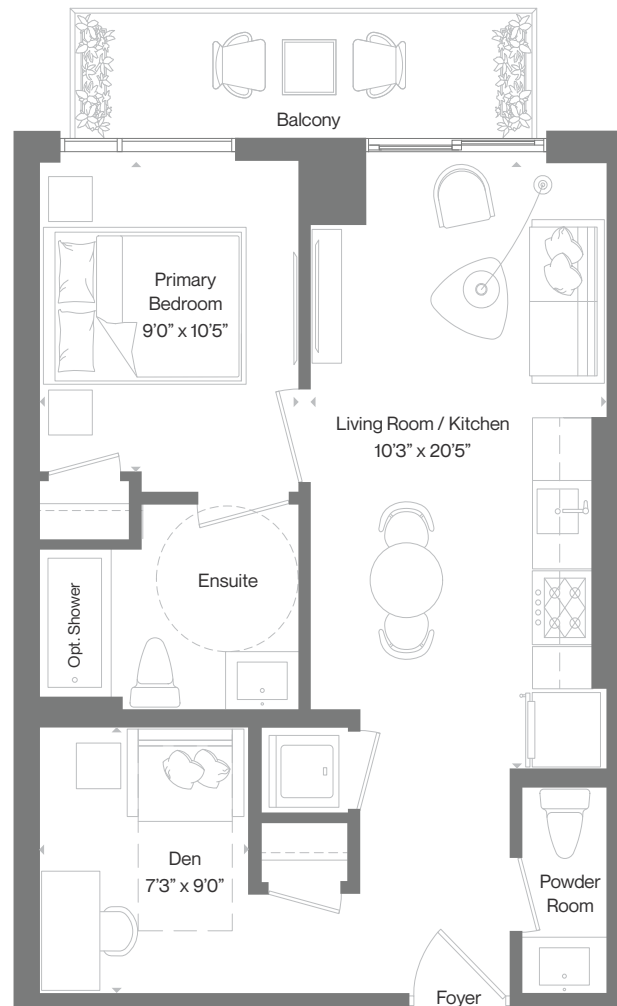 Balcony
Primary
Bedroom
9’0” x 10’5”
Living Room / Kitchen
10’3” x 20’5”
Ensuite
Opt. Shower
Den
7’3” x 9’0”
Powder
Room
Foyer